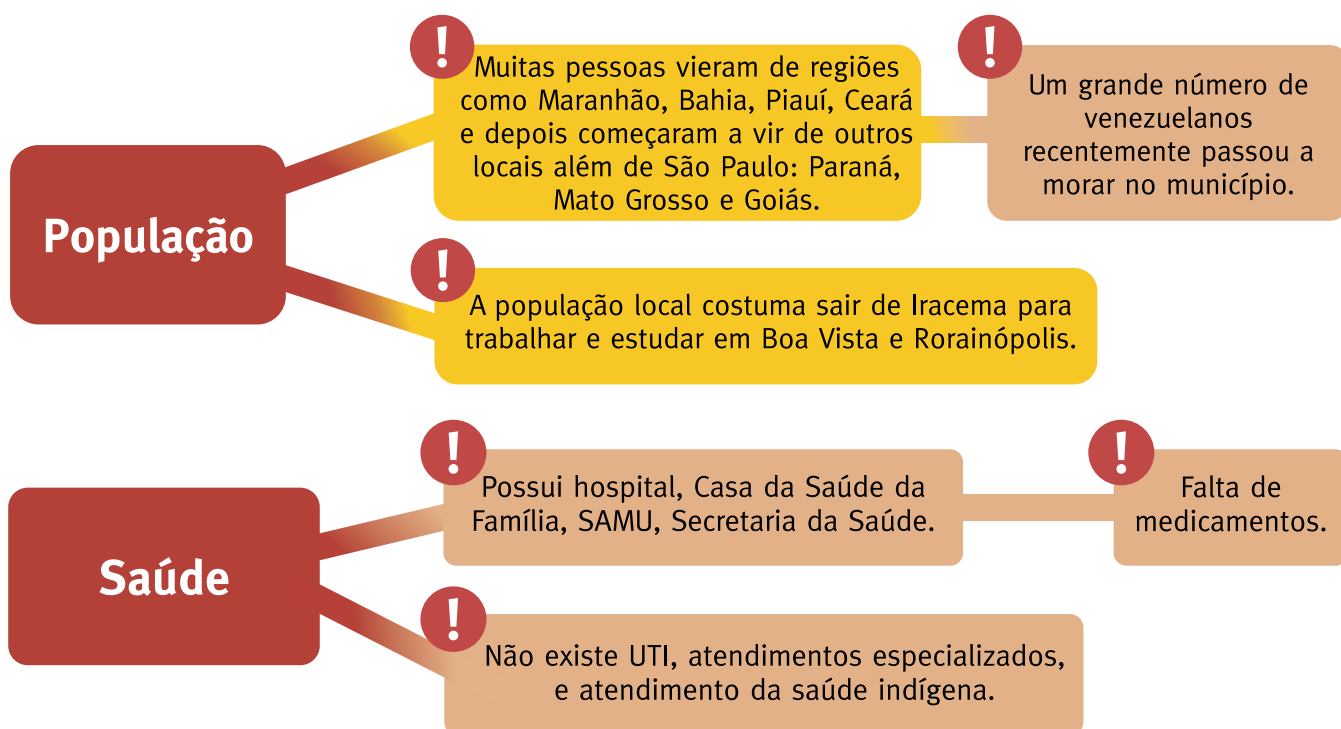 População
!
Muitas pessoas vieram de regiões
como Maranhão, Bahia, Piauí, Ceará
e depois começaram a vir de outros
locais além de São Paulo: Paraná,
Mato Grosso e Goiás.
!
Um grande número de
venezuelanos
recentemente passou a
morar no município.
!
A população local costuma sair de Iracema para
trabalhar e estudar em Boa Vista e Rorainópolis.
Saúde
!
Possui hospital, Casa da Saúde da
Família, SAMU, Secretaria da Saúde.
!
Falta de
medicamentos.
!
Não existe UTI, atendimentos especializados,
e atendimento da saúde indígena.